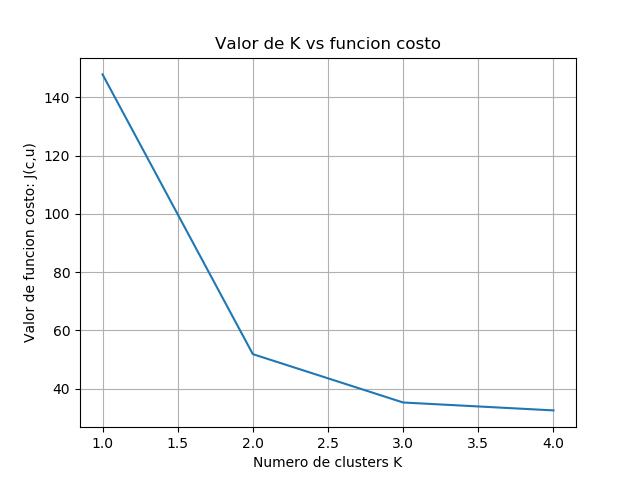 Valor de K vs funcion costo
Valor de funcion costo: J(c,u)
140
120
100
80
60
40
1.0 1.5 2.0 2.5 3.0 3.5 4.0
Numero de clusters K